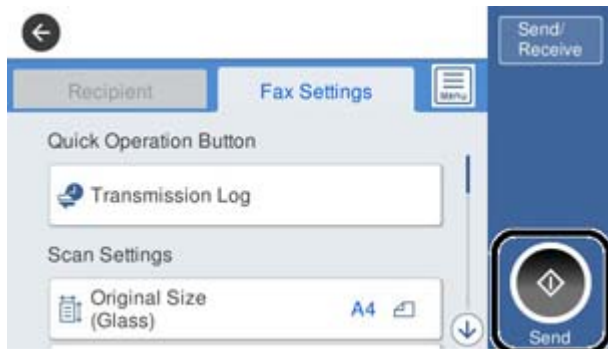 Send/
Receive
Recipient
Fax Settings
Menu
Quick Operation Button
Transmission Log
Scan Settings
Original Size
(Glass)
A4
Send